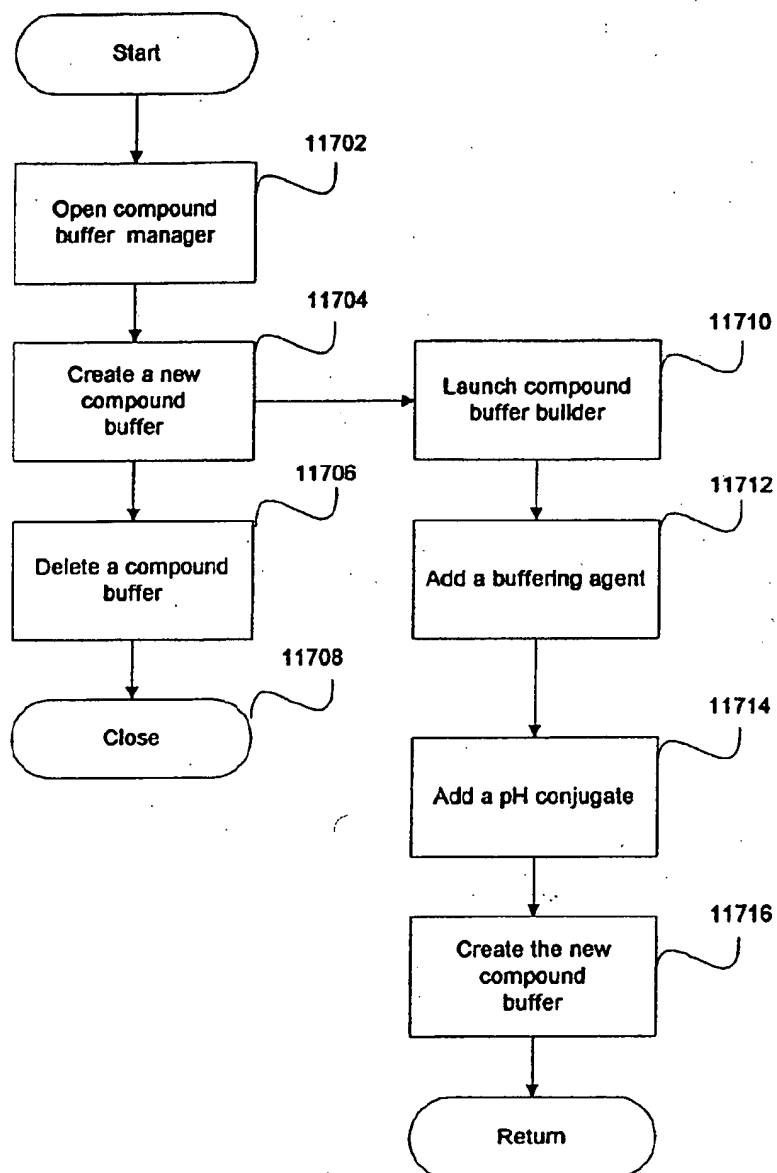 Start
11702
Open compound
buffer manager
11704
Create a new
compound
buffer
11706
Delete a compound
buffer
11708
Close
11710
Launch compound
buffer builder
11712
Add a buffering agent
11714
Add a pH conjugate
11716
Create the new
compound
buffer
Return